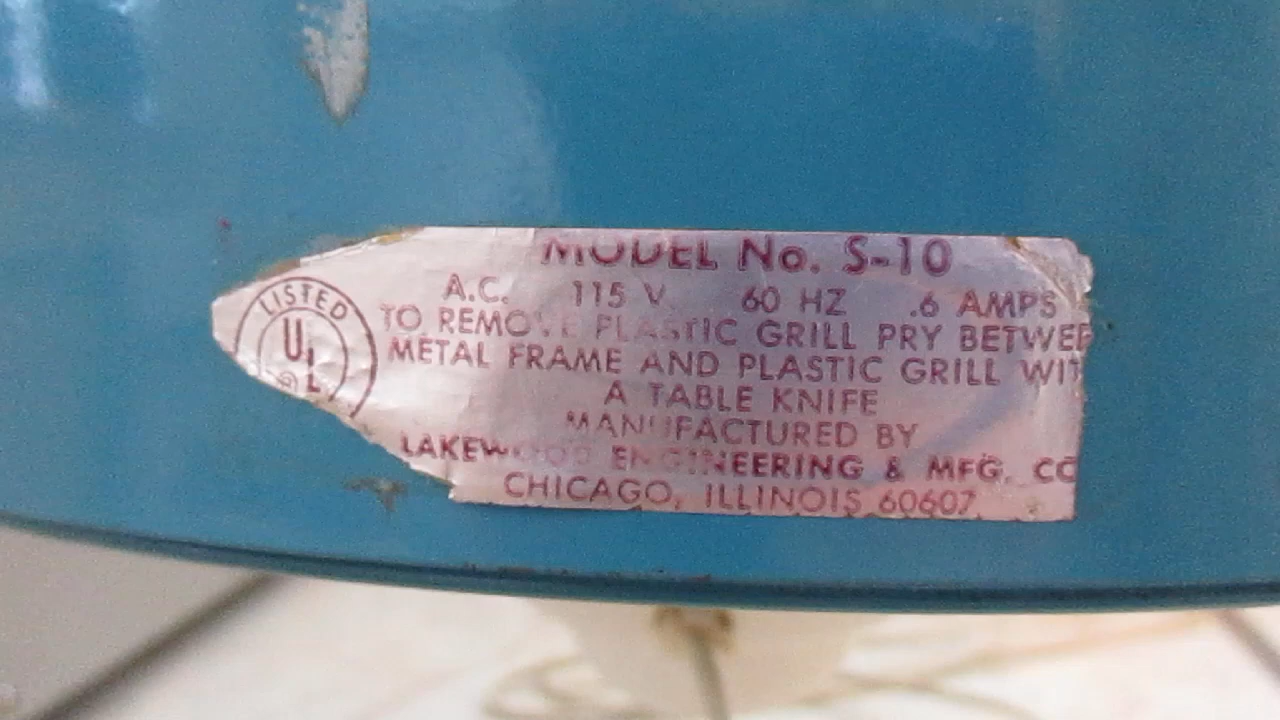 MODEL No. S-10
LISTED
UL
A.C. 115 V. 60 HZ .6 AMPS
TO REMOVE PLASTIC GRILL PRY BETWEE
METAL FRAME AND PLASTIC GRILL WIT
A TABLE KNIFE
MANUFACTURED BY
LAKEWOOD ENGINEERING & MFG. CO
CHICAGO, ILLINOIS 60607